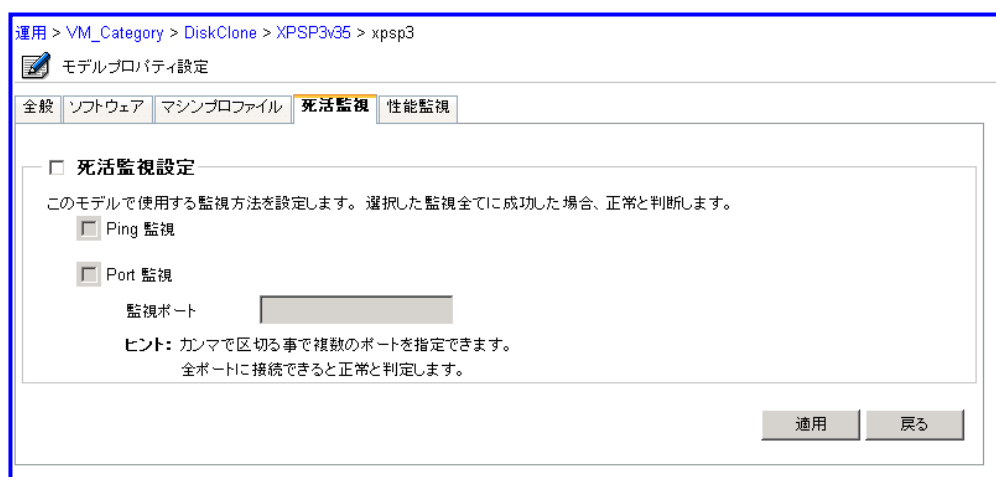 運用 > VM_Category > DiskClone > XPSP3v35 > xpsp3
モデルプロパティ設定
全般 ソフトウェア マシンプロファイル 死活監視 性能監視
死活監視設定
このモデルで使用する監視方法を設定します。選択した監視全てに成功した場合、正常と判断します。
Ping 監視
Port 監視
監視ポート
ヒント: カンマで区切る事で複数のポートを指定できます。
全ポートに接続できると正常と判定します。
適用 戻る